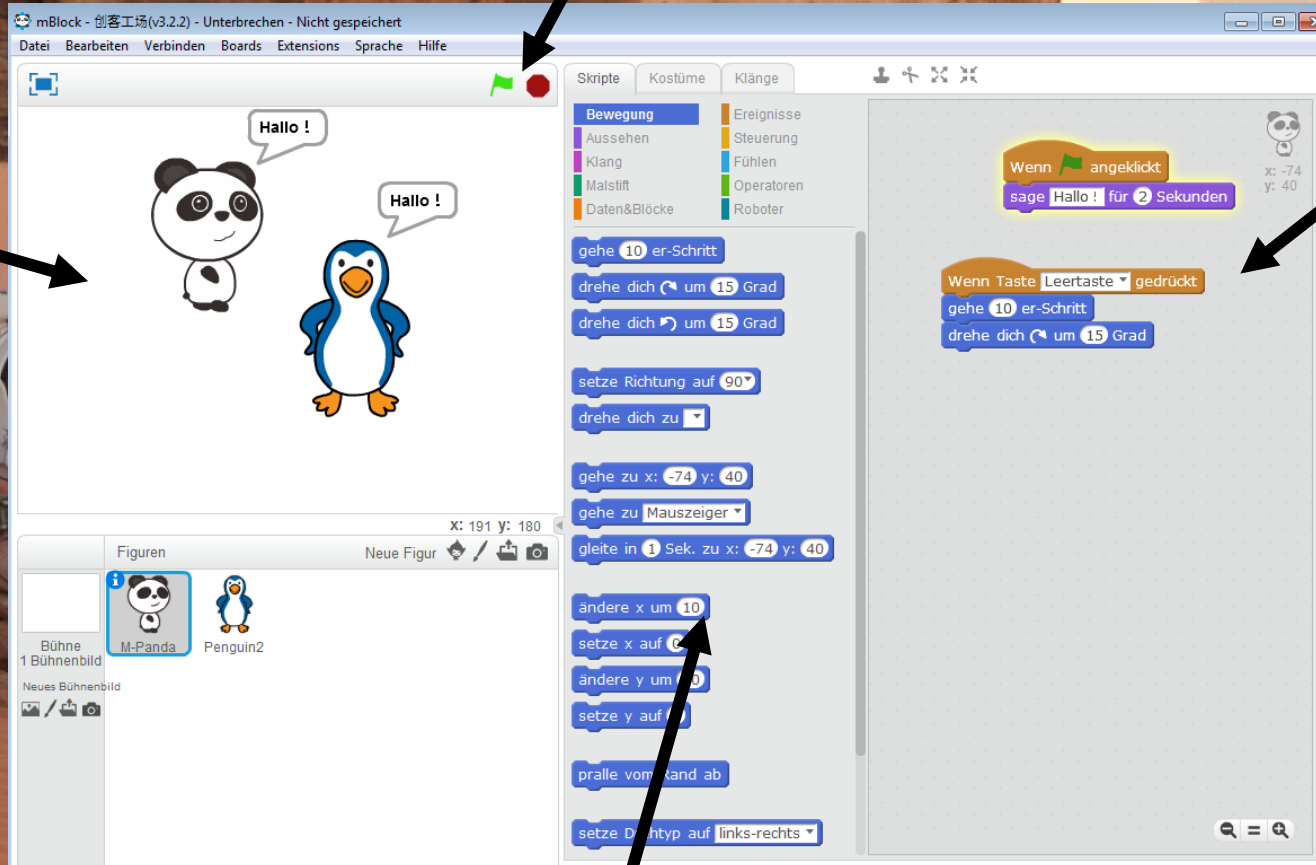 mBlock - 创客工场(v3.2.2) - Unterbrechen - Nicht gespeichert
Datei Bearbeiten Verbinden Boards Extensions Sprache Hilfe
Hallo !
Hallo !
X: 191 y: 180
Figuren
Neue Figur
Bühne
1 Bühnenbild
Neues Bühnenbild
M-Panda
Penguin2
Skripte Kostüme Klänge
Bewegung
Aussehen
Klang
Malstift
Daten&Blöcke
Ereignisse
Steuerung
Fühlen
Operatoren
Roboter
gehe 10 er-Schritt
drehe dich um 15 Grad
drehe dich um 15 Grad
setze Richtung auf 90
drehe dich zu
gehe zu x: -74 y: 40
gehe zu Mauszeiger
gleite in 1 Sek. zu x: -74 y: 40
ändere x um 10
setze x auf
ändere y um
setze y auf
pralle vom Rand ab
setze auf links-rechts
Wenn angeklickt
sage Hallo ! für 2 Sekunden
Wenn Taste Leertaste gedrückt
gehe 10 er-Schritt
drehe dich um 15 Grad
x: -74
y: 40